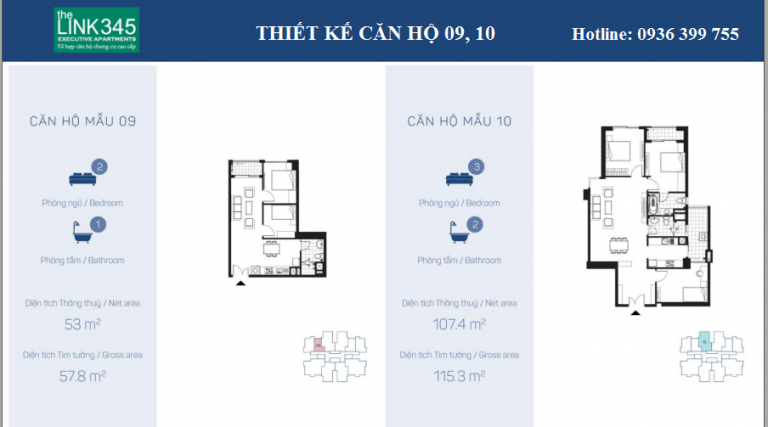 the
LINK345
EXECUTIVE APARTMENTS
Tổ hợp căn hộ chung cư cao cấp
THIẾT KẾ CĂN HỘ 09, 10
Hotline: 0936 399 755
CĂN HỘ MẪU 09
2
Phòng ngủ / Bedroom
1
Phòng tắm / Bathroom
Diện tích Thông thuỷ / Net area
53 m²
Diện tích Tim tường / Gross area
57.8 m²
CĂN HỘ MẪU 10
3
Phòng ngủ / Bedroom
2
Phòng tắm / Bathroom
Diện tích Thông thuỷ / Net area
107.4 m²
Diện tích Tim tường / Gross area
115.3 m²